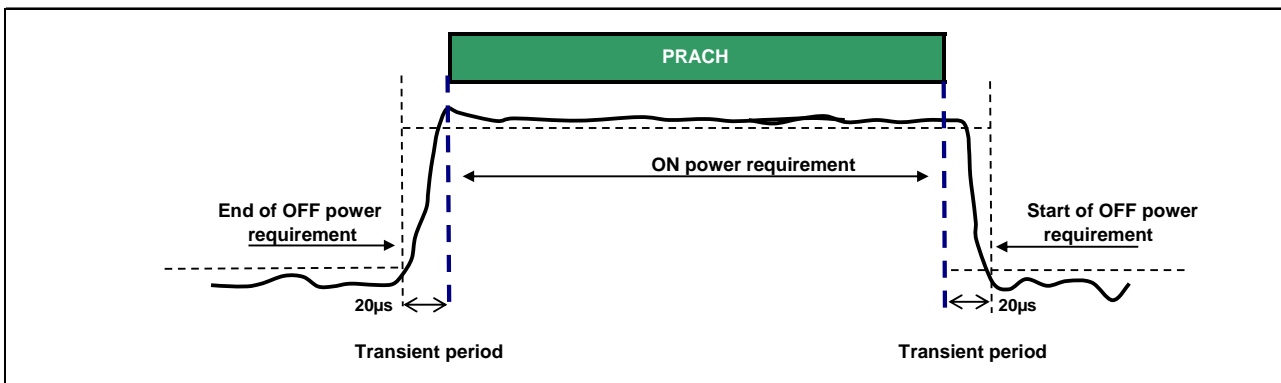 PRACH
ON power requirement
End of OFF power
requirement
Start of OFF power
requirement
20µs
20µs
Transient period
Transient period